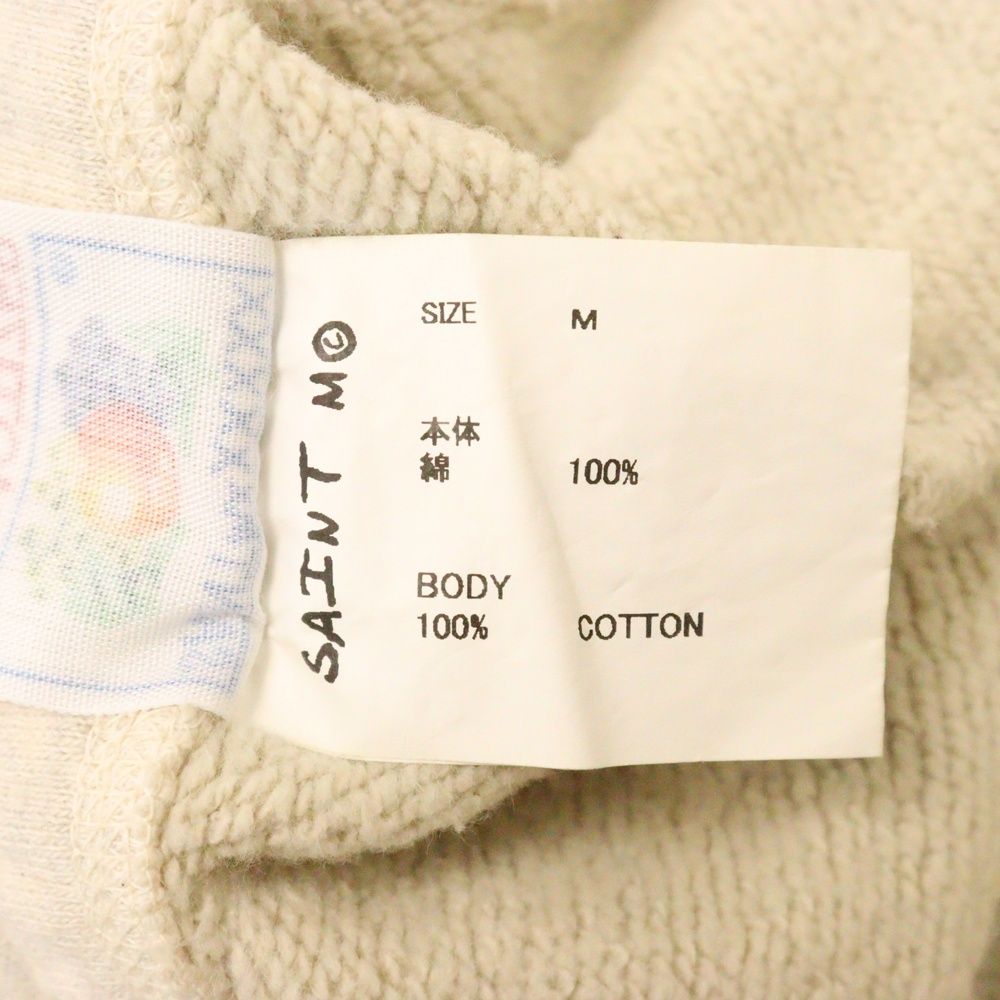 SAINT M©
SIZE M
本体
綿 100%
BODY
100% COTTON